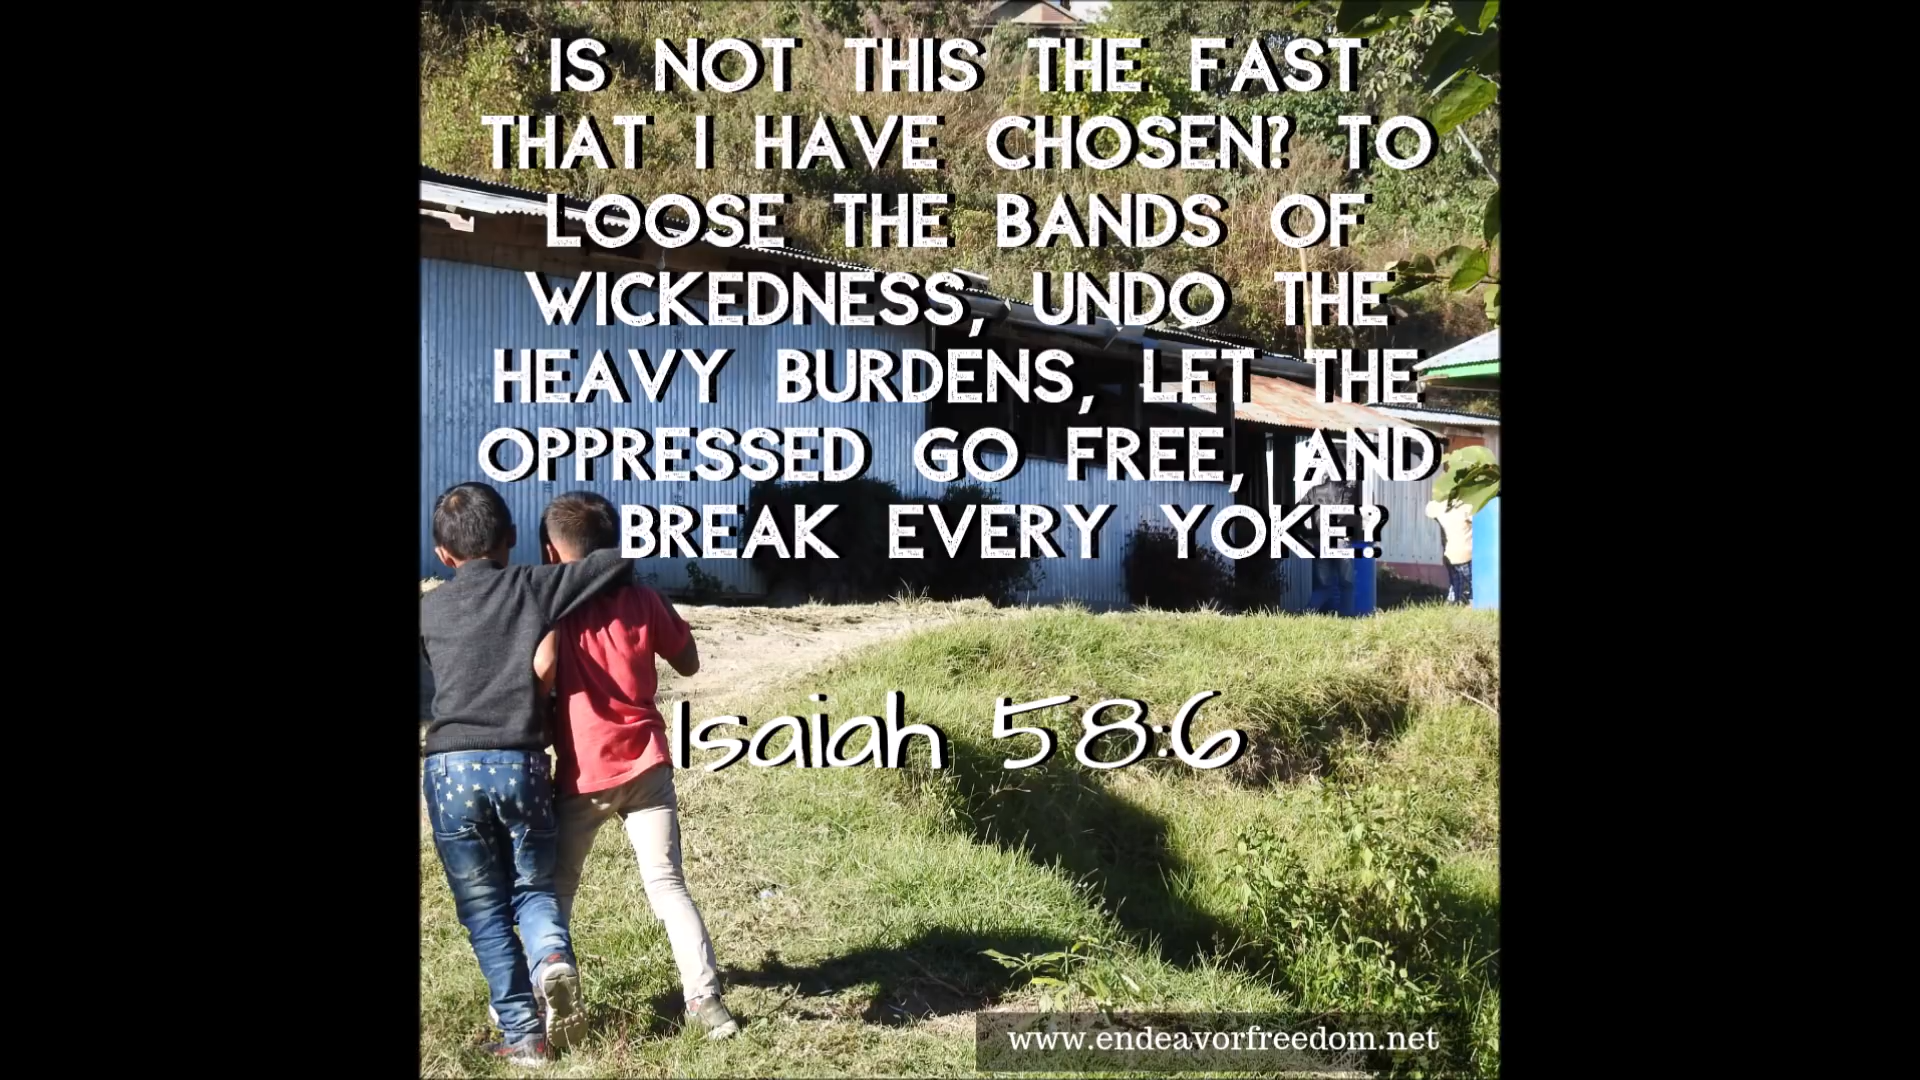 IS NOT THIS THE FAST
THAT I HAVE CHOSEN? TO
LOOSE THE BANDS OF
WICKEDNESS, UNDO THE
HEAVY BURDENS, LET THE
OPPRESSED GO FREE, AND
BREAK EVERY YOKE?
Isaiah 58:6
www.endeavorfreedom.net